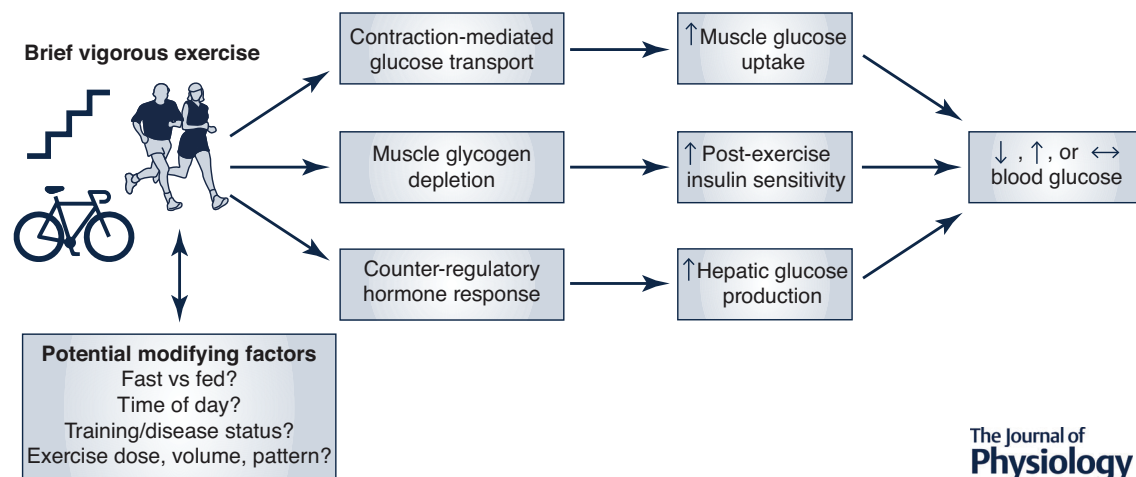 Brief vigorous exercise
Contraction-mediated
glucose transport
↑ Muscle glucose
uptake
Muscle glycogen
depletion
↑ Post-exercise
insulin sensitivity
↓ , ↑, or ↔
blood glucose
Counter-regulatory
hormone response
↑ Hepatic glucose
production
Potential modifying factors
Fast vs fed?
Time of day?
Training/disease status?
Exercise dose, volume, pattern?
The Journal of
Physiology